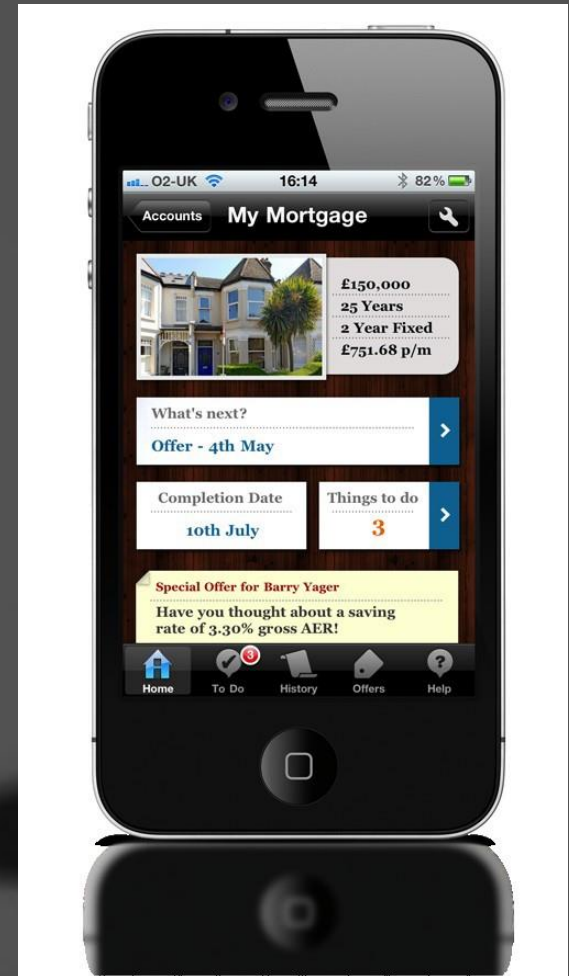 O2-UK 16:14 82%
Accounts My Mortgage
£150,000
25 Years
2 Year Fixed
£751.68 p/m
What's next?
Offer - 4th May
Completion Date
10th July
Things to do
3
Special Offer for Barry Yager
Have you thought about a saving
rate of 3.30% gross AER!
3
Home To Do History Offers Help